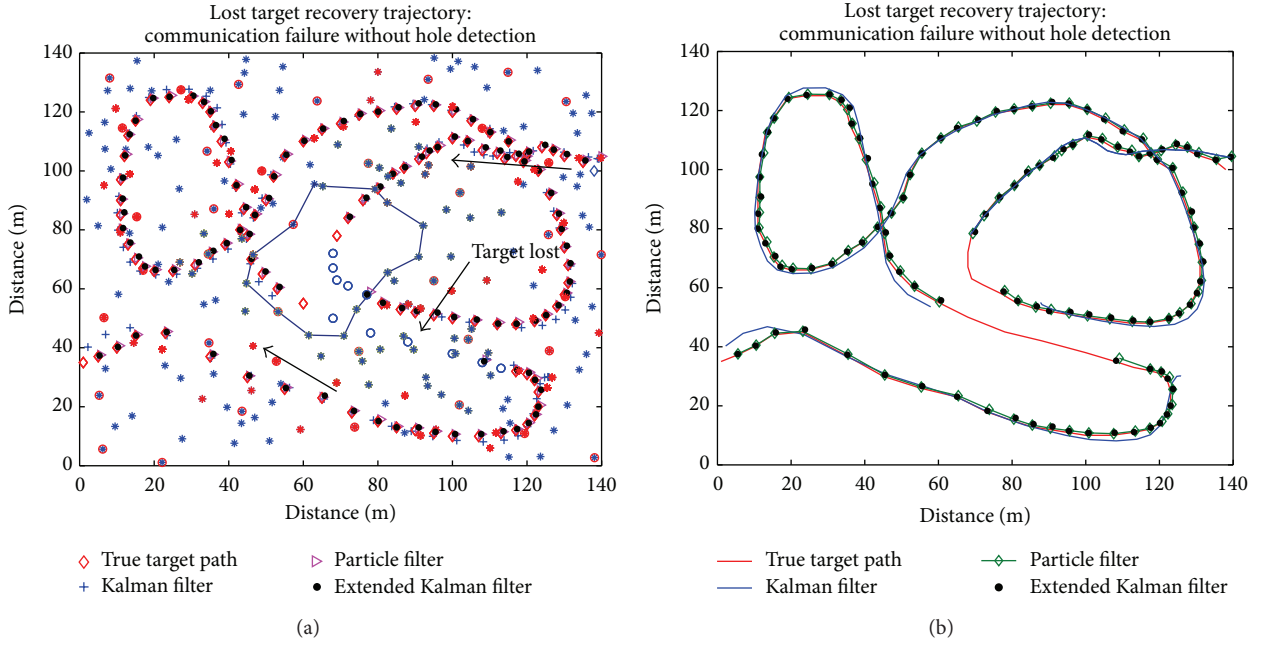 Lost target recovery trajectory:
communication failure without hole detection
140
120
100
80
60
40
20
0
Distance (m)
Target lost
0
20
40
60
80
100
120
140
Distance (m)
True target path
Kalman filter
Particle filter
Extended Kalman filter
(a)
Lost target recovery trajectory:
communication failure without hole detection
140
120
100
80
60
40
20
0
Distance (m)
0
20
40
60
80
100
120
140
Distance (m)
True target path
Kalman filter
Particle filter
Extended Kalman filter
(b)